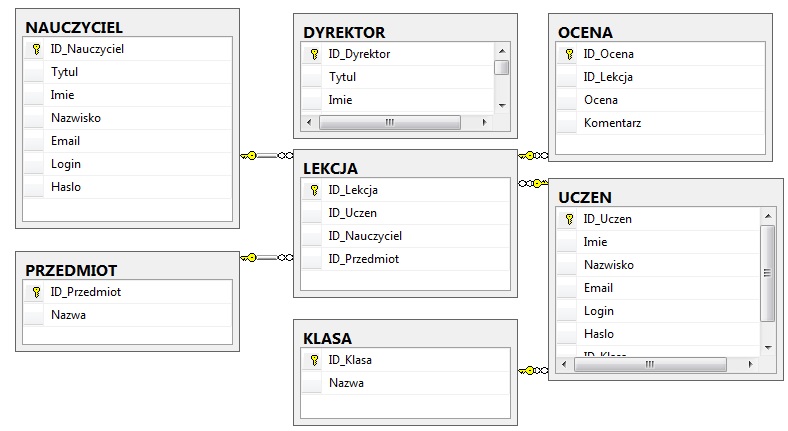 NAUCZYCIEL
ID_Nauczyciel
Tytul
Imie
Nazwisko
Email
Login
Haslo
DYREKTOR
ID_Dyrektor
Tytul
Imie
OCENA
ID_Ocena
ID_Lekcja
Ocena
Komentarz
LEKCJA
ID_Lekcja
ID_Uczen
ID_Nauczyciel
ID_Przedmiot
UCZEN
ID_Uczen
Imie
Nazwisko
Email
Login
Haslo
ID_Klasa
PRZEDMIOT
ID_Przedmiot
Nazwa
KLASA
ID_Klasa
Nazwa